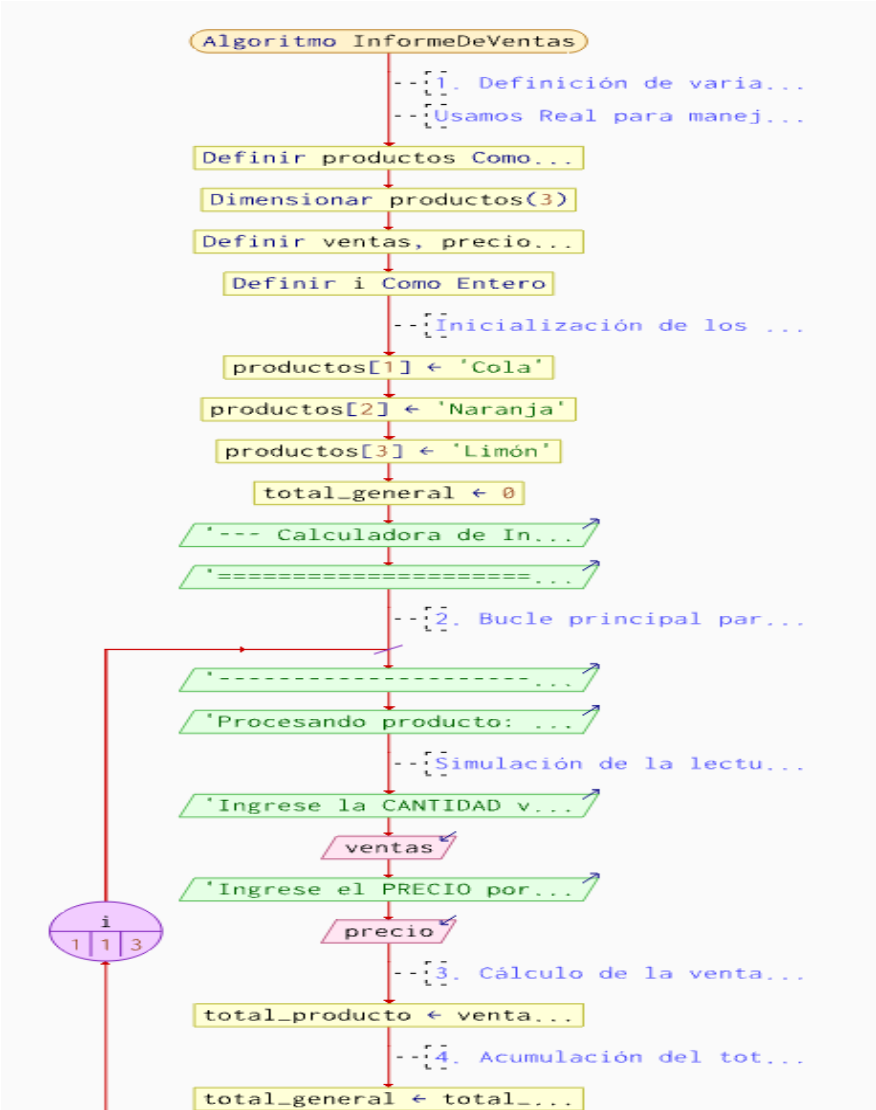 Algoritmo InformeDeVentas
1. Definición de varia...
Usamos Real para manej...
Definir productos Como...
Dimensionar productos(3)
Definir ventas, precio...
Definir i Como Entero
Inicialización de los ...
productos[1] ← 'Cola'
productos[2] ← 'Naranja'
productos[3] ← 'Limón'
total_general ← 0
'--- Calculadora de In...
'=====================...
2. Bucle principal par...
'---------------------...
'Procesando producto: ...
Simulación de la lectu...
'Ingrese la CANTIDAD v...
ventas
'Ingrese el PRECIO por...
i
1 1 3
precio
3. Cálculo de la venta...
total_producto ← venta...
4. Acumulación del tot...
total_general ← total_...